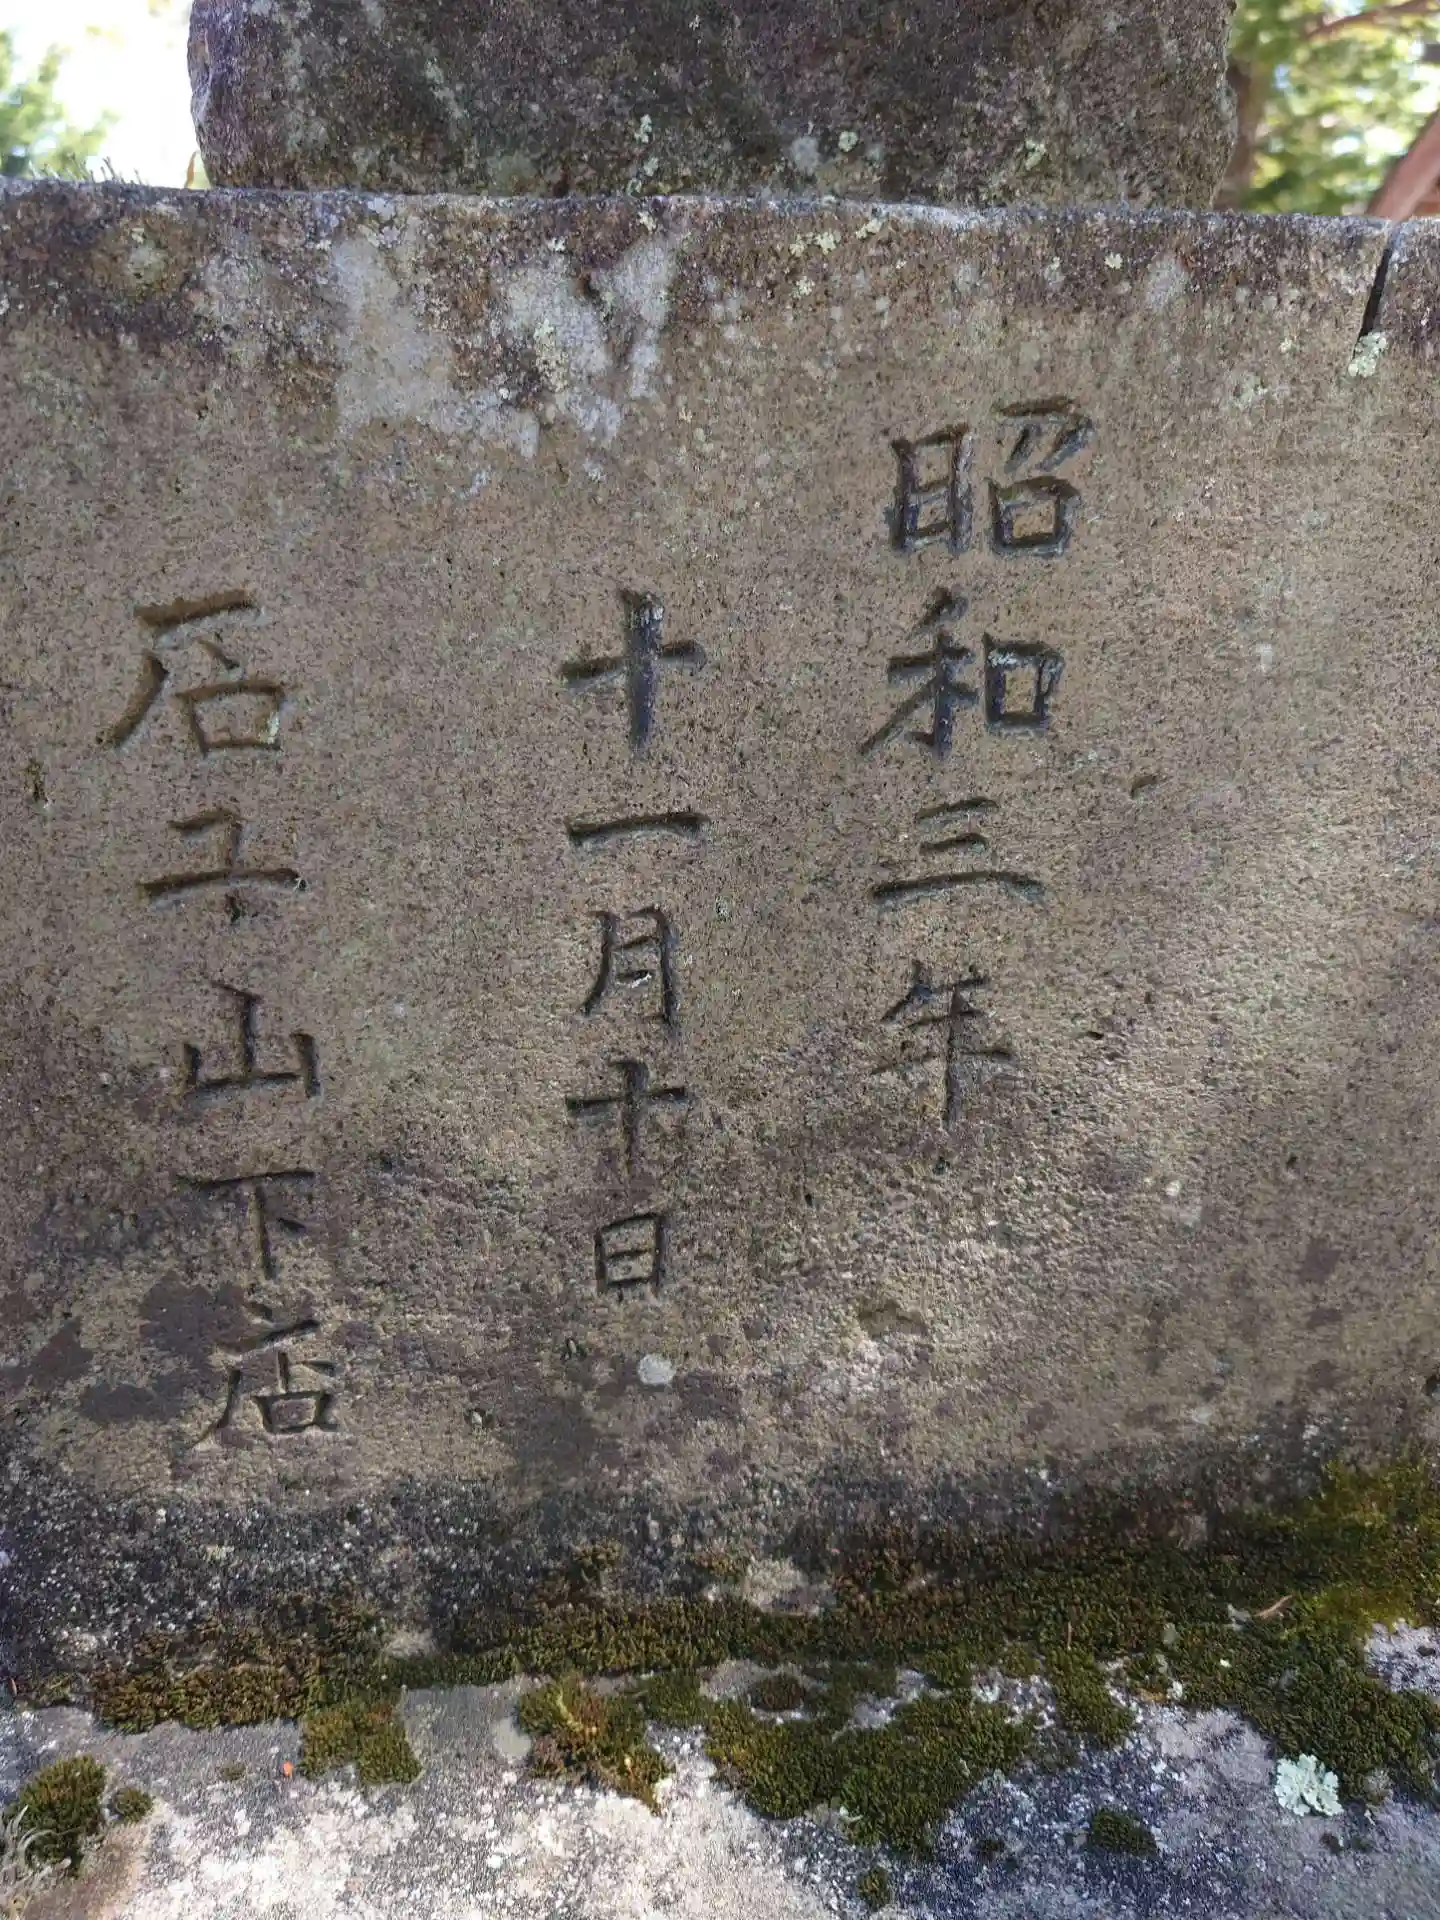 昭和三年
十一月十日
石工山下店